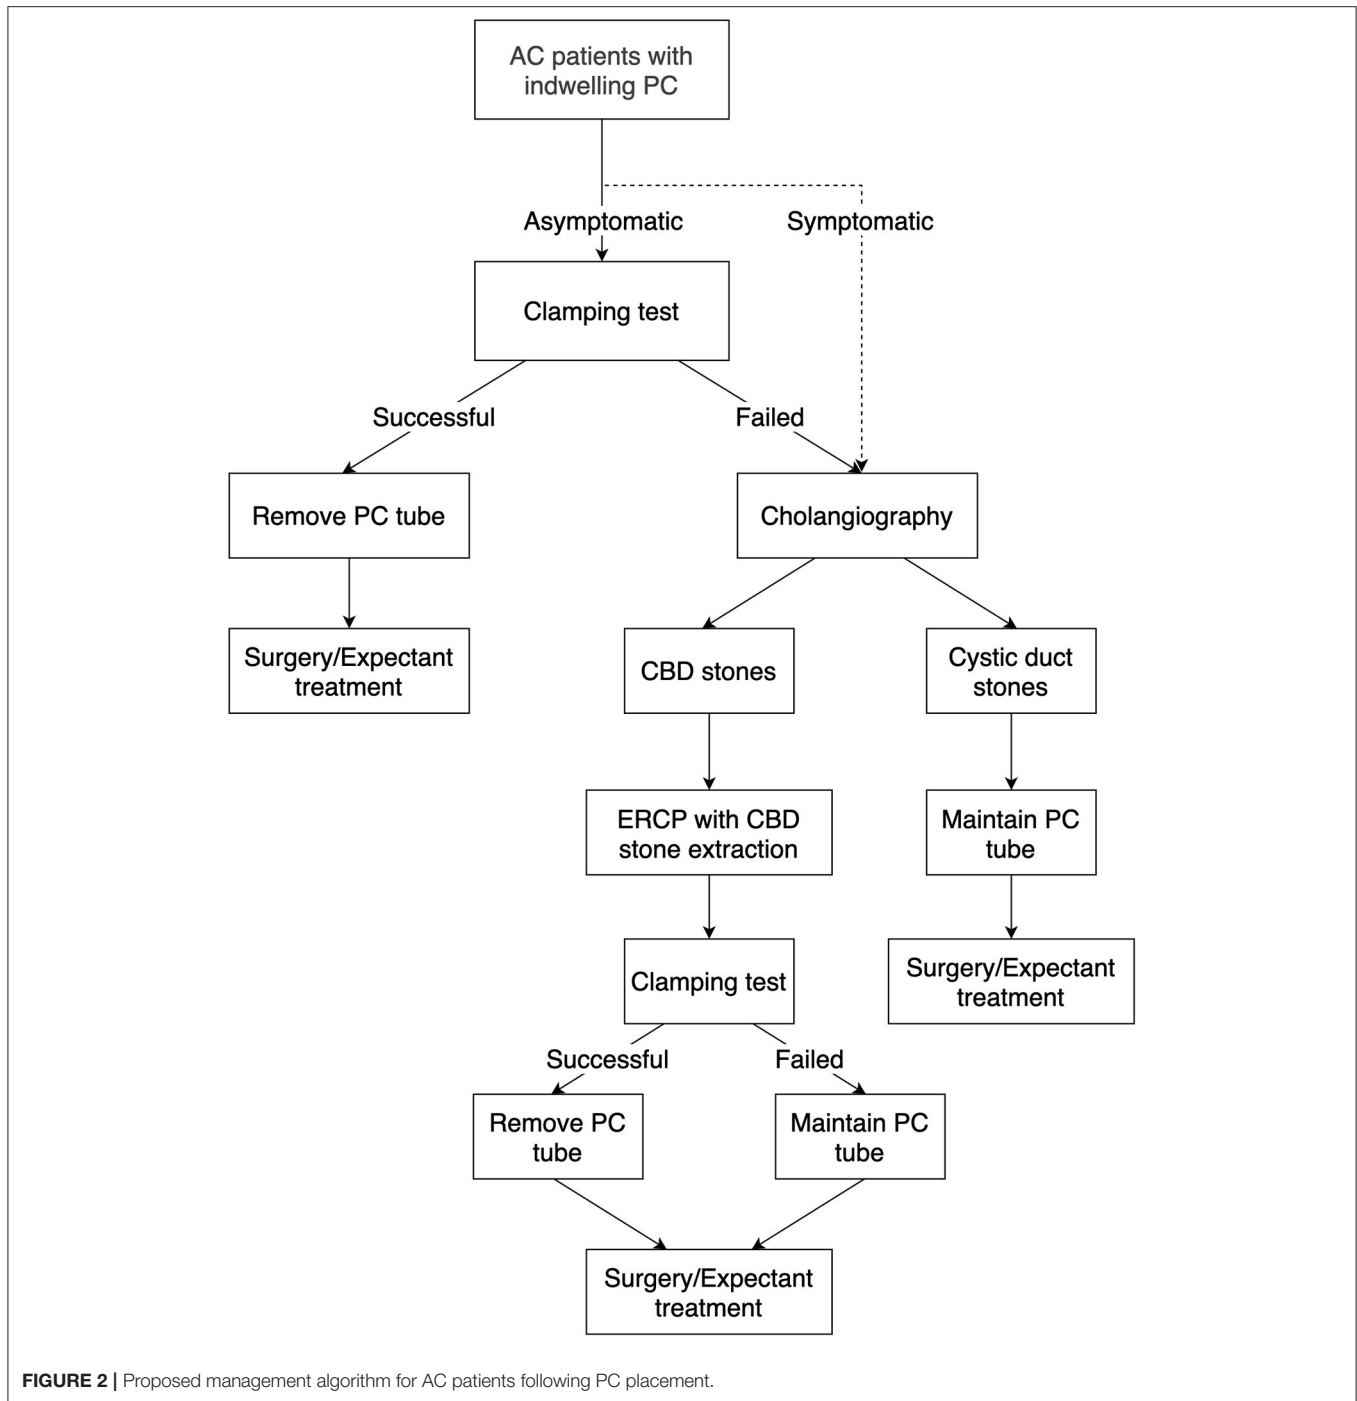 AC patients with
indwelling PC
Asymptomatic
Symptomatic
Clamping test
Successful
Failed
Remove PC tube
Cholangiography
Surgery/Expectant
treatment
CBD stones
Cystic duct
stones
ERCP with CBD
stone extraction
Maintain PC
tube
Clamping test
Surgery/Expectant
treatment
Successful
Failed
Remove PC
tube
Maintain PC
tube
Surgery/Expectant
treatment
FIGURE 2 | Proposed management algorithm for AC patients following PC placement.